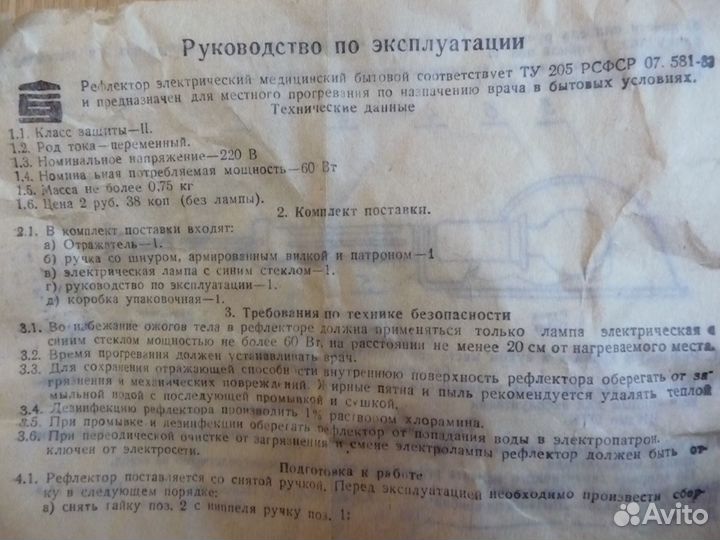 Руководство по эксплуатации
Рефлектор электрический медицинский бытовой соответствует ТУ 205 РСФСР 07. 581-83
и предназначен для местного прогревания по назначению врача в бытовых условиях.
Технические данные
1.1. Класс защиты—II.
1.2. Род тока—переменный.
1.3. Номинальное напряжение—220 В
1.4. Номина ьная потребляемая мощность—60 Вт
1.5. Масса не более 0,75 кг
1.6. Цена 2 руб. 38 коп (без лампы).
2. Комплект поставки.
2.1. В комплект поставки входят:
а) Отражатель—1.
б) ручка со шнуром, армированным вилкой и патроном—1
в) электрическая лампа с синим стеклом—1.
г) руководство по эксплуатации—1.
д) коробка упаковочная—1.
3. Требования по технике безопасности
3.1. Во избежание ожогов тела в рефлекторе должна применяться только лампа электрическая с
синим стеклом мощностью не более 60 Вт, на расстоянии не менее 20 см от нагреваемого места.
3.2. Время прогревания должен устанавливать врач.
3.3. Для сохранения отражающей способности внутреннюю поверхность рефлектора оберегать от за-
грязнения и механических повреждений. Жирные пятна и пыль рекомендуется удалять теплой
мыльной водой с последующей промывкой и сушкой.
3.4. Дезинфекцию рефлектора производить 1% раствором хлорамина.
3.5. При промывке и дезинфекции оберегать рефлектор от попадания воды в электропатрон.
3.6. При переодической очистке от загрязнения и смене электролампы рефлектор должен быть от-
ключен от электросети.
Подготовка к работе
4.1. Рефлектор поставляется со снятой ручкой. Перед эксплуатацией необходимо произвести сбор-
ку в следующем порядке:
а) снять гайку поз. 2 с ниппеля ручку поз. 1;
Avito